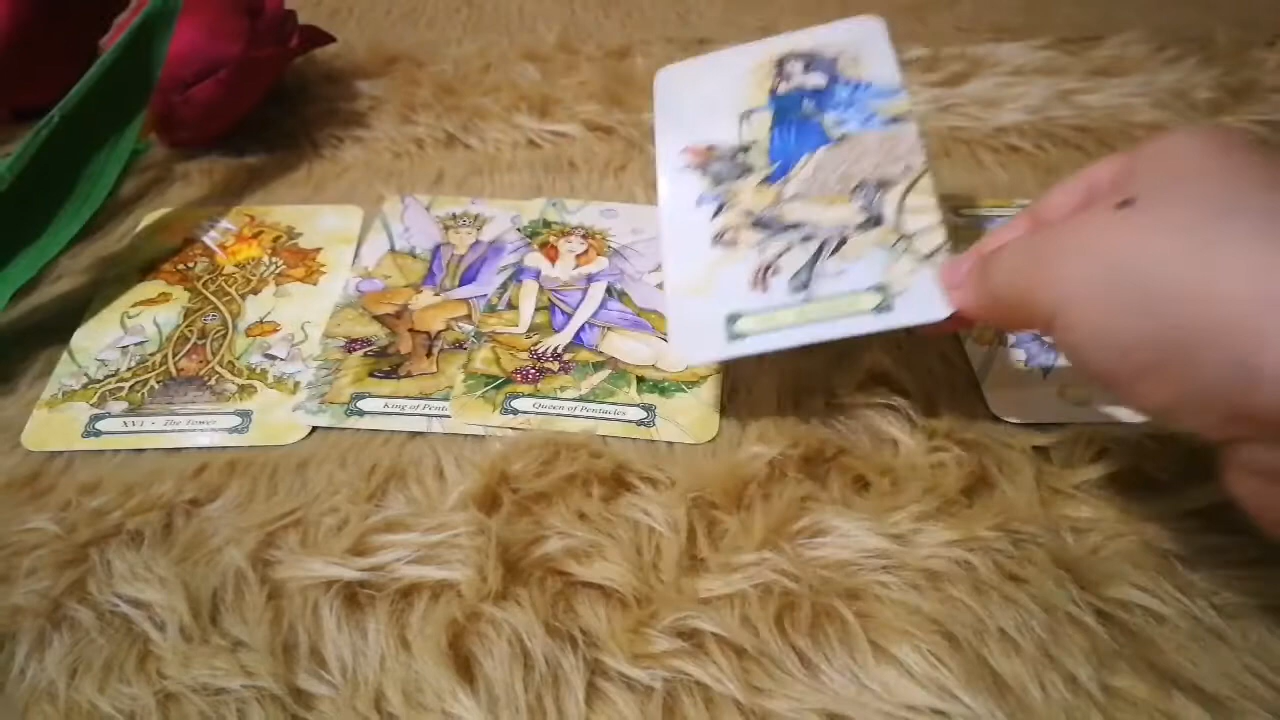 XVI • The Tower
King of Pent
Queen of Pentacles